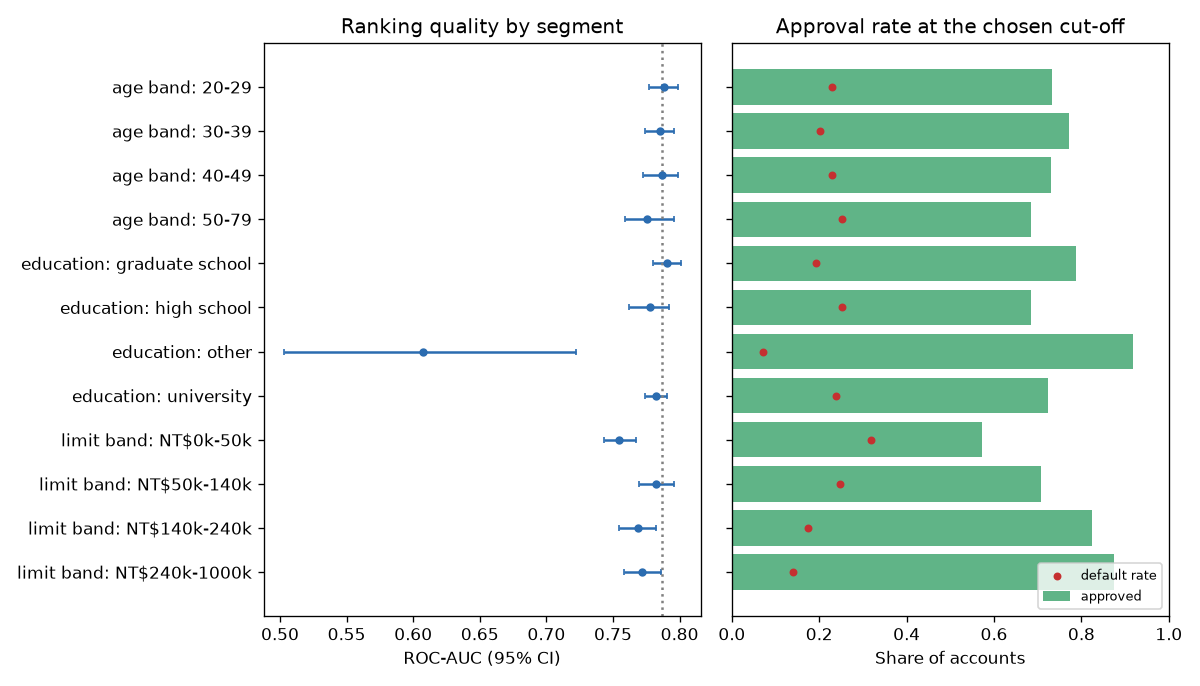 Ranking quality by segment
Approval rate at the chosen cut-off
age band: 20-29
age band: 30-39
age band: 40-49
age band: 50-79
education: graduate school
education: high school
education: other
education: university
limit band: NT$0k-50k
limit band: NT$50k-140k
limit band: NT$140k-240k
limit band: NT$240k-1000k
0.50 0.55 0.60 0.65 0.70 0.75 0.80
ROC-AUC (95% CI)
default rate
approved
0.0 0.2 0.4 0.6 0.8 1.0
Share of accounts